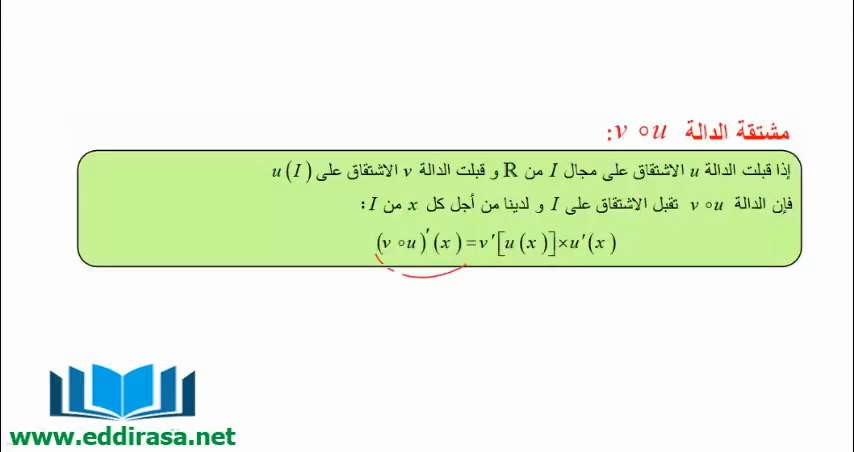 مشتقة الدالة v∘u:
إذا قبلت الدالة u الاشتقاق على مجال I من R و قبلت الدالة v الاشتقاق على u(I)
فإن الدالة v∘u تقبل الاشتقاق على I و لدينا من أجل كل x من I :
(v∘u)′(x)=v′[u(x)]×u′(x)
www.eddirasa.net